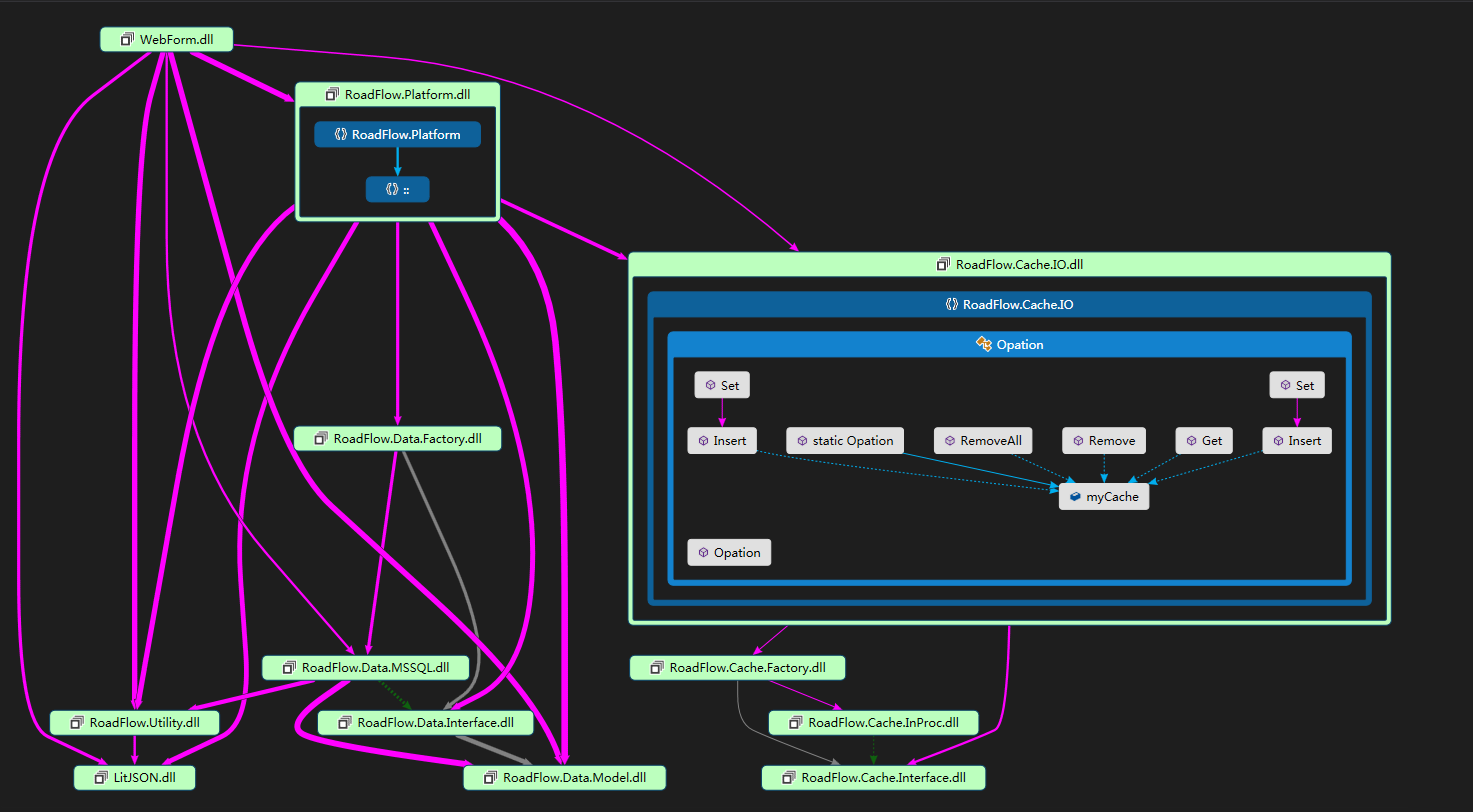 WebForm.dll
RoadFlow.Platform.dll
RoadFlow.Platform
::
RoadFlow.Cache.IO.dll
RoadFlow.Cache.IO
Opation
Set
Set
Insert
static Opation
RemoveAll
Remove
Get
Insert
myCache
Opation
RoadFlow.Data.Factory.dll
RoadFlow.Data.MSSQL.dll
RoadFlow.Cache.Factory.dll
RoadFlow.Utility.dll
RoadFlow.Data.Interface.dll
RoadFlow.Cache.InProc.dll
LitJSON.dll
RoadFlow.Data.Model.dll
RoadFlow.Cache.Interface.dll